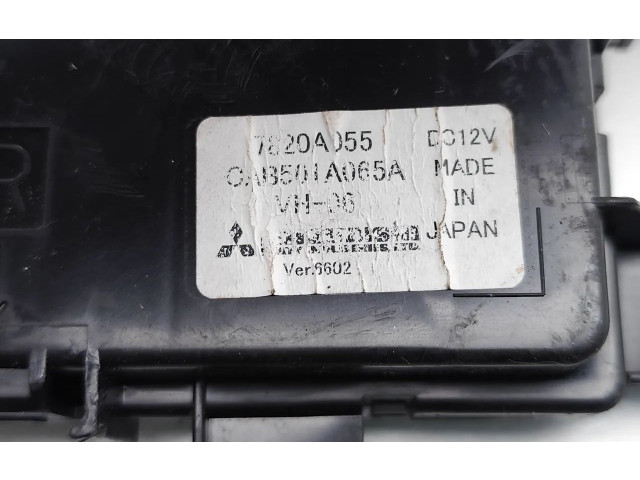 7820A055 DC12V
CAB501A065A MADE
VH-06 IN
JAPAN
Ver.6602
R